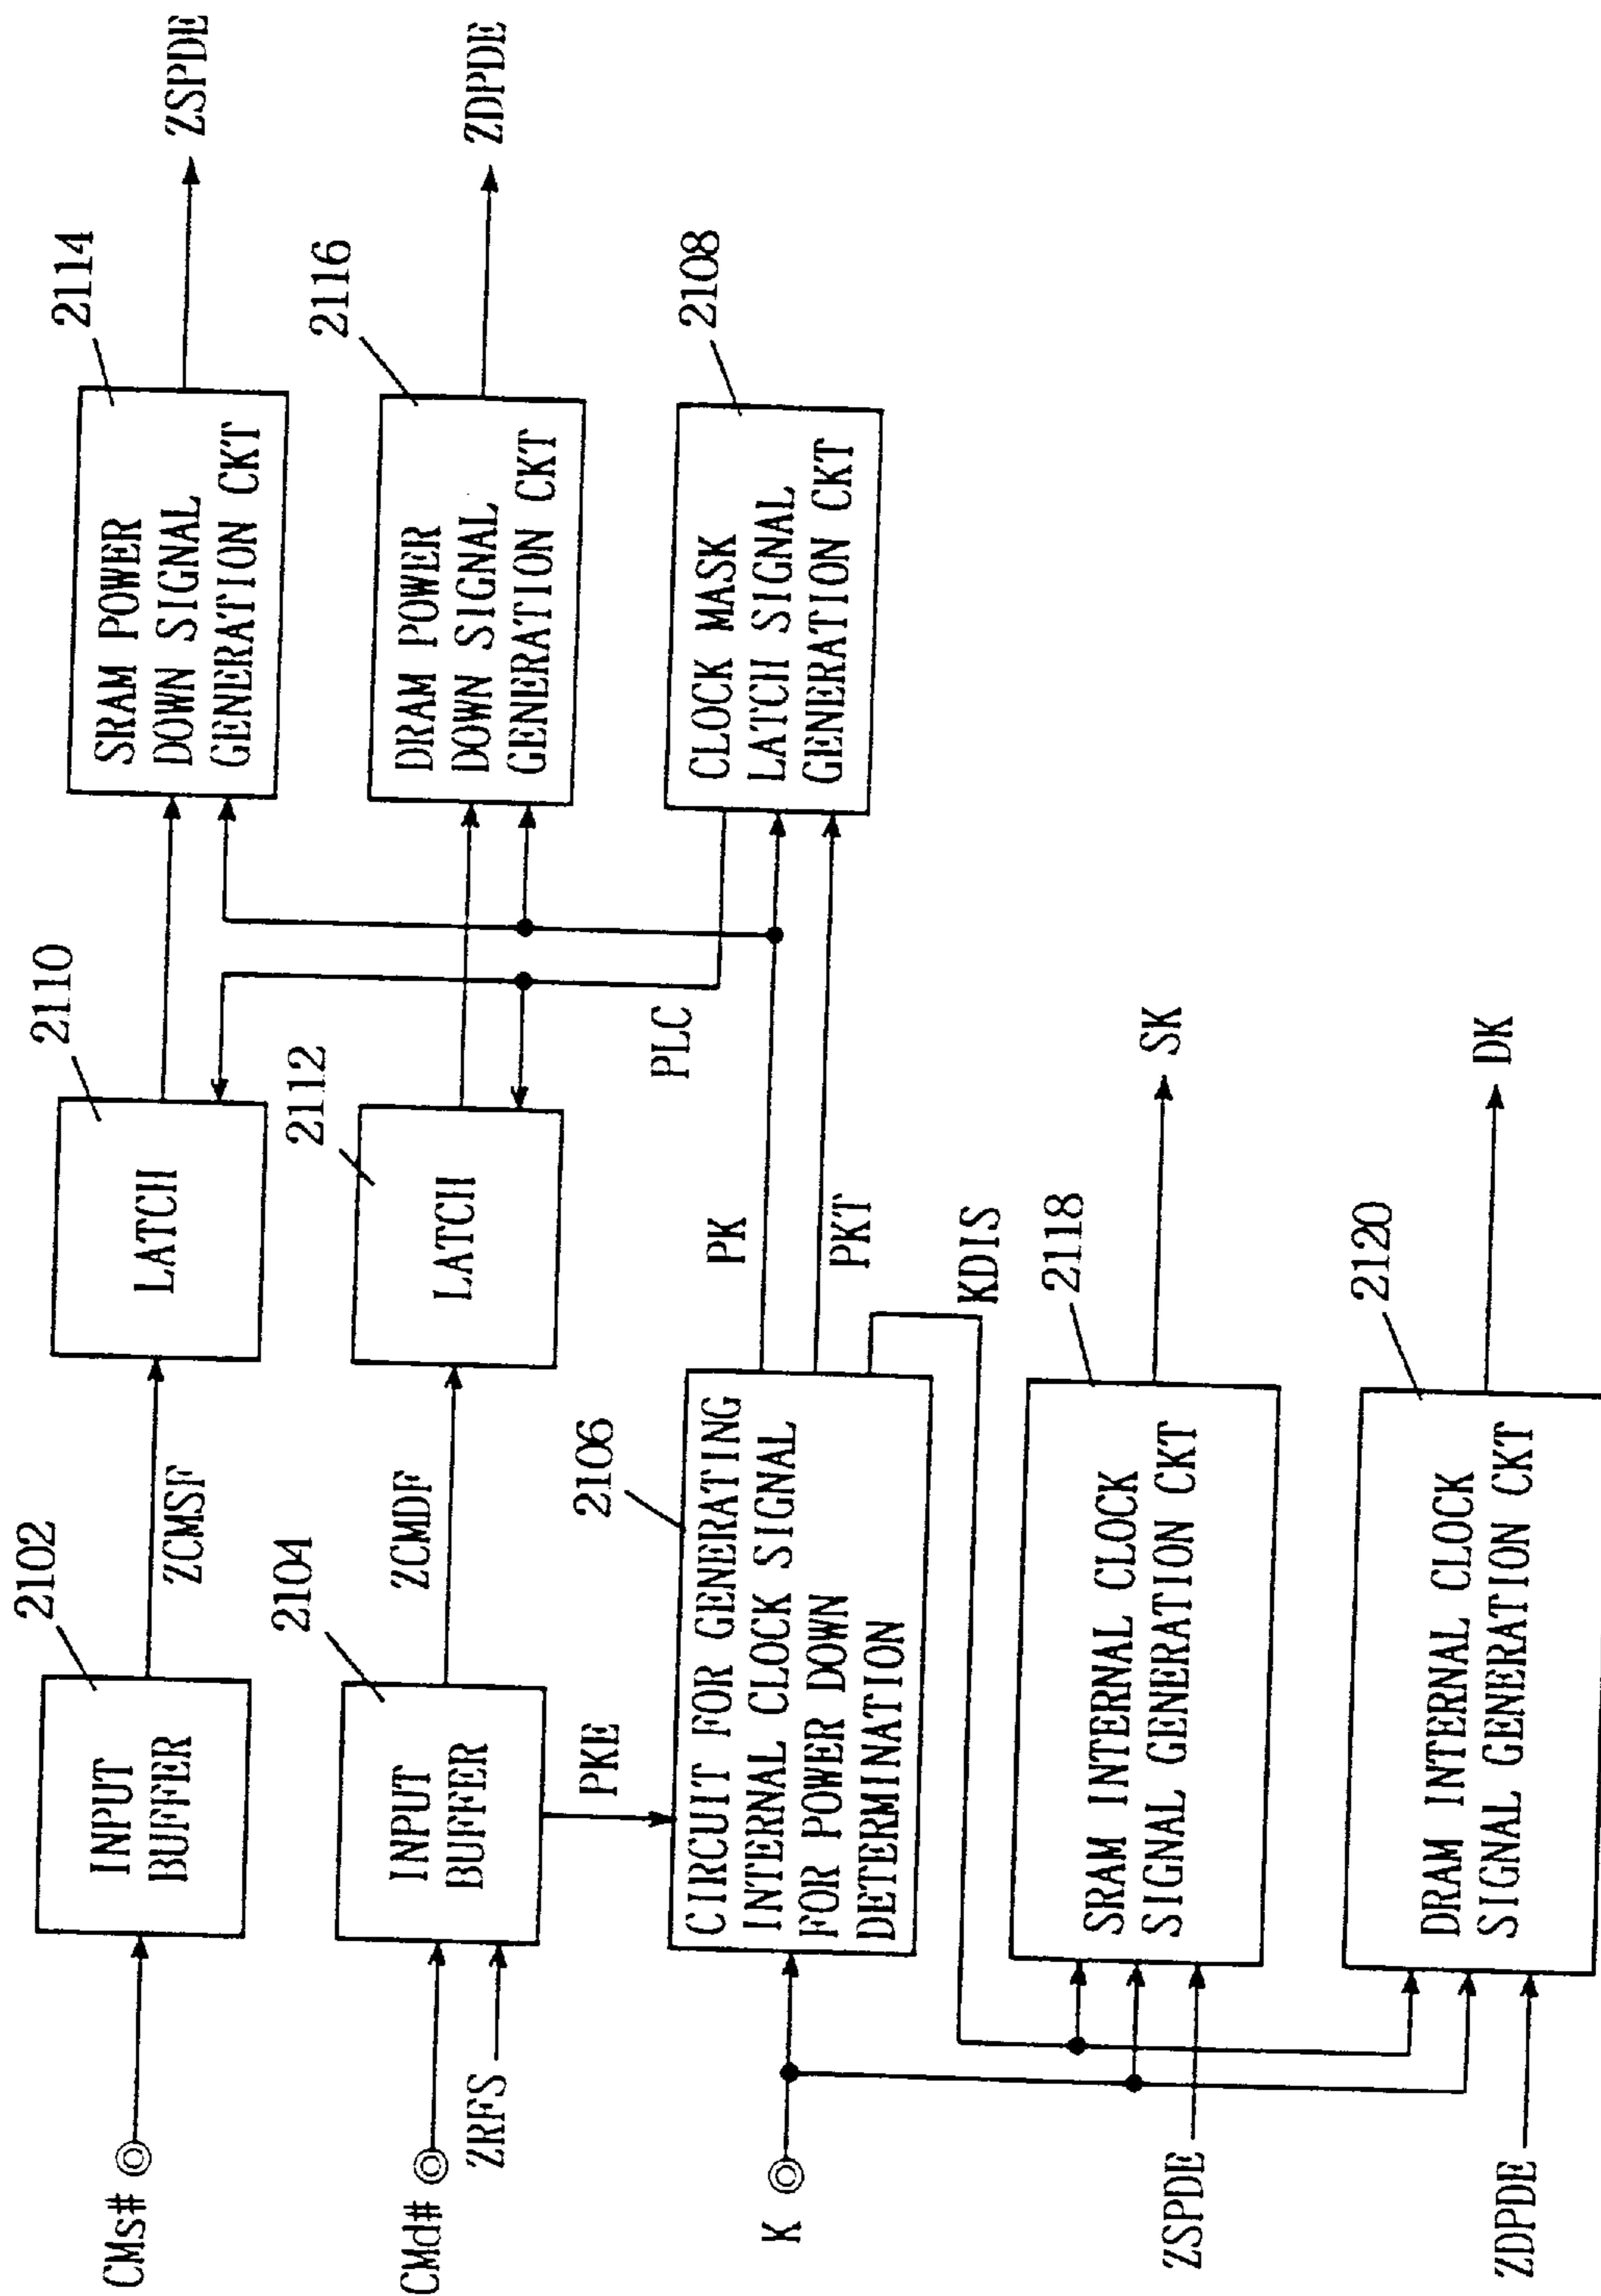 CMs#
INPUT
BUFFER
2102
ZCMSF
LATCH
2110
SRAM POWER
DOWN SIGNAL
GENERATION CKT
2114
ZSPDE
CMd#
ZRFS
INPUT
BUFFER
2104
ZCMDF
LATCH
2112
DRAM POWER
DOWN SIGNAL
GENERATION CKT
2116
ZDPDE
PKE
PLC
K
CIRCUIT FOR GENERATING
INTERNAL CLOCK SIGNAL
FOR POWER DOWN
DETERMINATION
2106
PK
PKT
KDIS
CLOCK MASK
LATCH SIGNAL
GENERATION CKT
2108
ZSPDE
SRAM INTERNAL CLOCK
SIGNAL GENERATION CKT
2118
SK
ZDPDE
DRAM INTERNAL CLOCK
SIGNAL GENERATION CKT
2120
DK